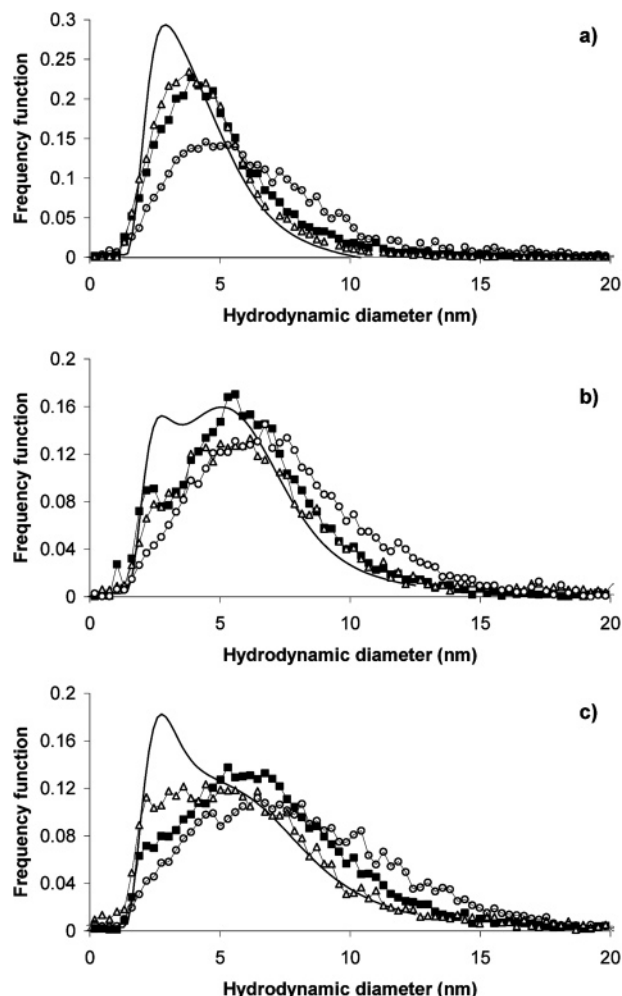 a)
Frequency function
0.3
0.25
0.2
0.15
0.1
0.05
0
0 5 10 15 20
Hydrodynamic diameter (nm)
b)
Frequency function
0.2
0.16
0.12
0.08
0.04
0
0 5 10 15 20
Hydrodynamic diameter (nm)
c)
Frequency function
0.2
0.16
0.12
0.08
0.04
0
0 5 10 15 20
Hydrodynamic diameter (nm)